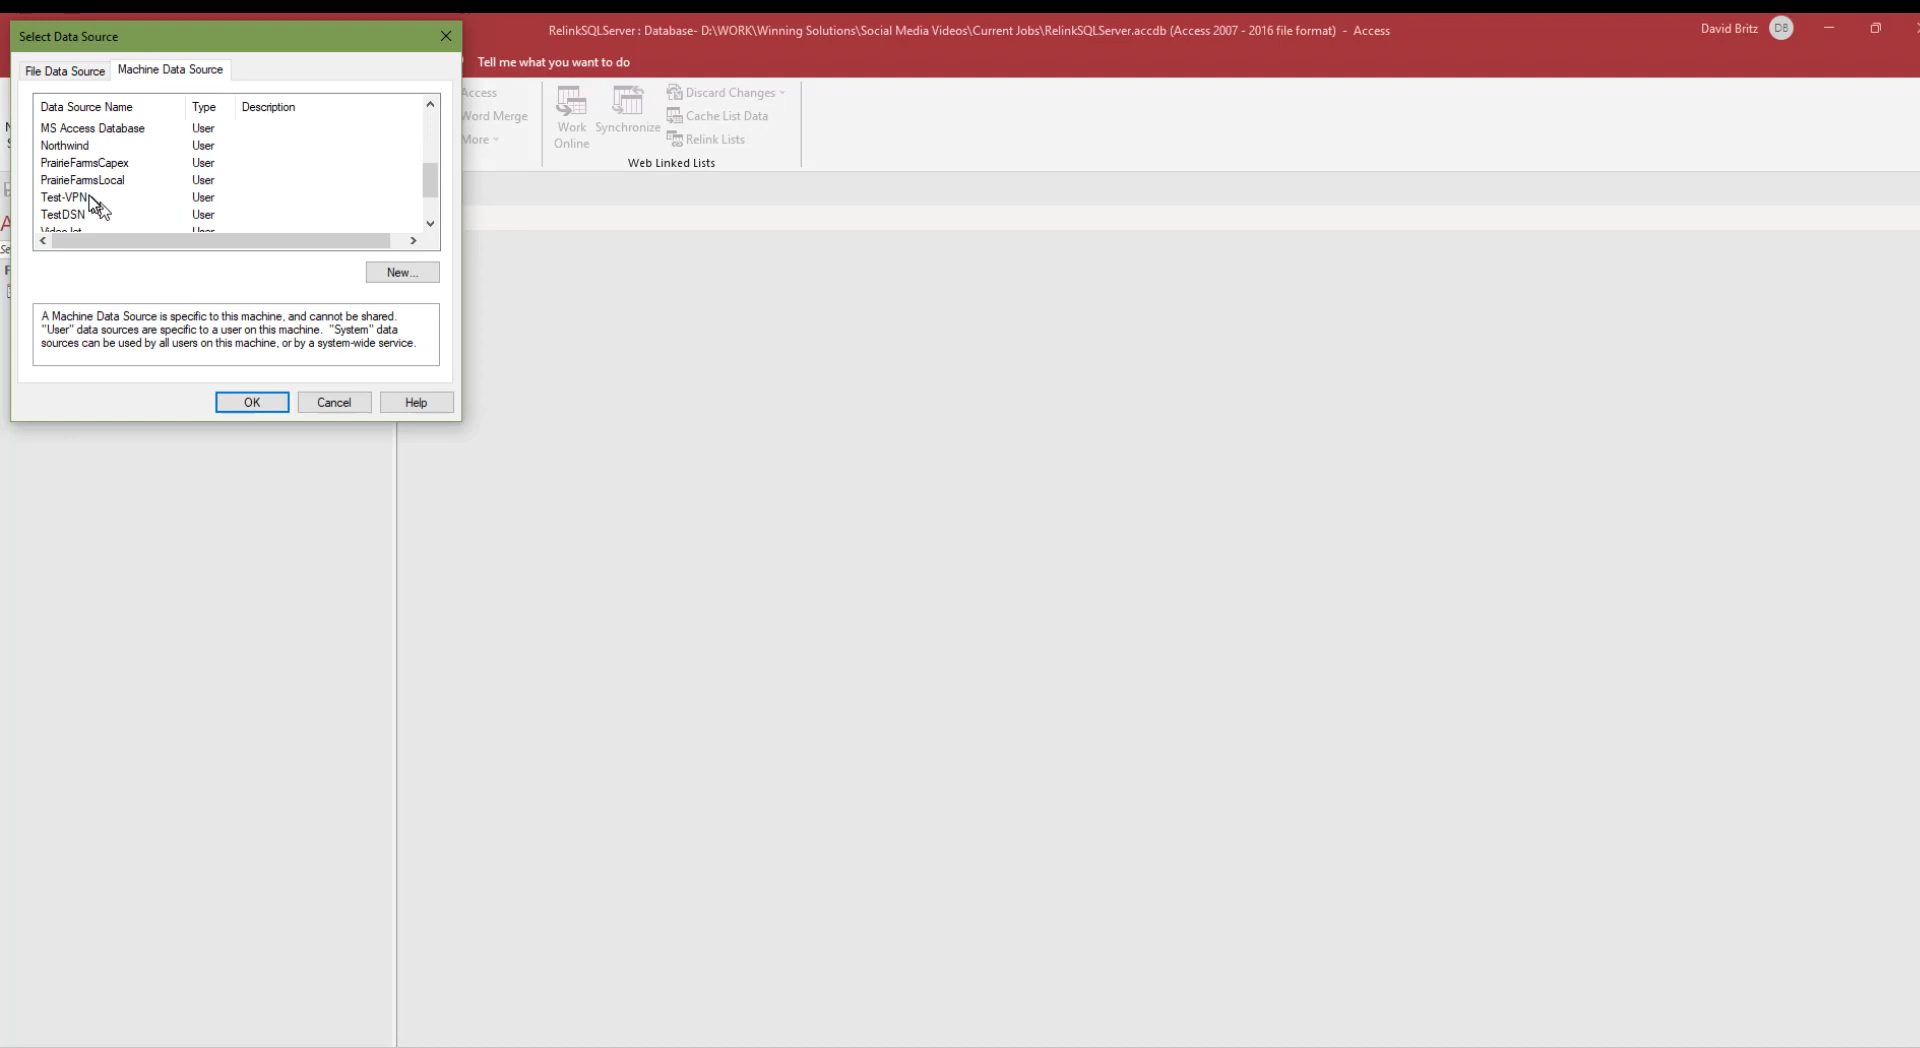 Select Data Source
RelinkSQLServer : Database- D:\WORK\Winning Solutions\Social Media Videos\Current Jobs\RelinkSQLServer.accdb (Access 2007 - 2016 file format) - Access
David Britz
DB
Tell me what you want to do
File Data Source
Machine Data Source
Data Source Name Type Description
MS Access Database User
Northwind User
PrairieFarmsCapex User
PrairieFarmsLocal User
Test-VPN User
TestDSN User
New...
A Machine Data Source is specific to this machine, and cannot be shared.
"User" data sources are specific to a user on this machine. "System" data
sources can be used by all users on this machine, or by a system-wide service.
OK Cancel Help
Access
Word Merge
More
Work
Online
Synchronize
Discard Changes
Cache List Data
Relink Lists
Web Linked Lists